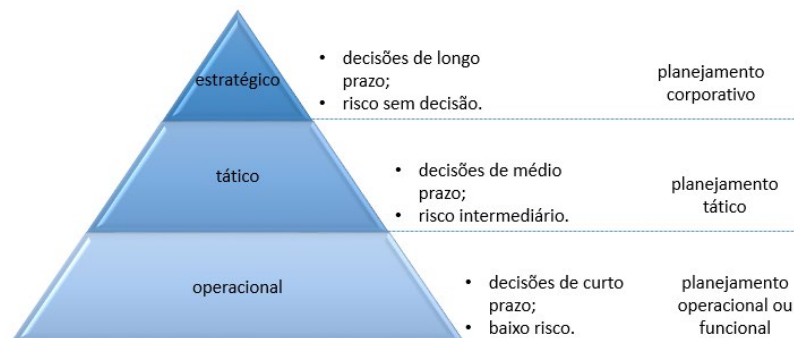 estratégico
• decisões de longo
prazo;
• risco sem decisão.
planejamento
corporativo
tático
• decisões de médio
prazo;
• risco intermediário.
planejamento
tático
operacional
• decisões de curto
prazo;
• baixo risco.
planejamento
operacional ou
funcional